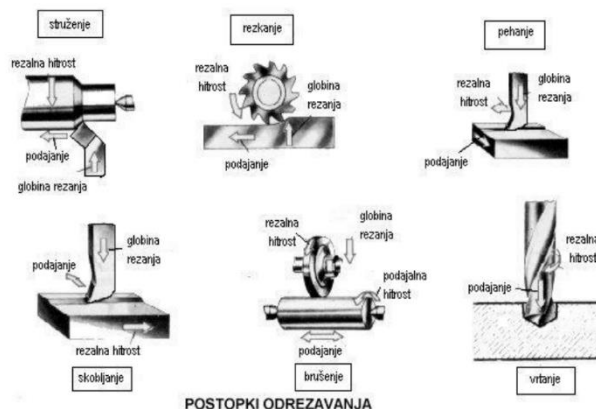 struženje
rezalna hitrost
podajanje
globina rezanja
rezkanje
rezalna
hitrost
globina
rezanja
podajanje
pehanje
rezalna
hitrost
globina
rezanja
podajanje
podajanje
globina
rezanja
rezalna hitrost
skobljanje
rezalna
hitrost
globina
rezanja
podajalna
hitrost
podajanje
brušenje
rezalna
hitrost
podajanje
vrtanje
POSTOPKI ODREZAVANJA